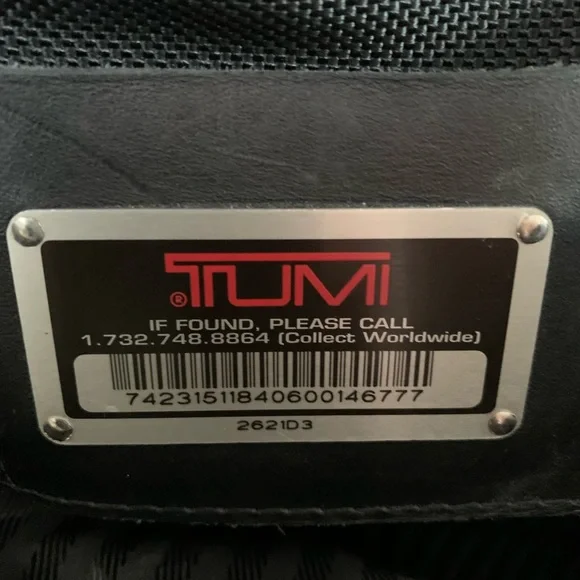 TUMI
®
IF FOUND, PLEASE CALL
1.732.748.8864 (Collect Worldwide)
74231511840600146777
2621D3